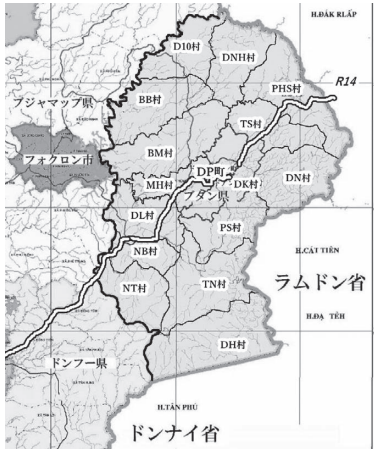 H.ĐẮK RLẤP
D10村
DNH村
R14
PHS村
ブジャマップ県
BB村
TS村
フォクロン市
BM村
DP町
MH村
DK村
DN村
ブダン県
DL村
PS村
NB村
H.CÁT TIÊN
ラムドン省
NT村
TN村
H.ĐẠ TẺH
DH村
ドンフー県
H.TÂN PHÚ
ドンナイ省